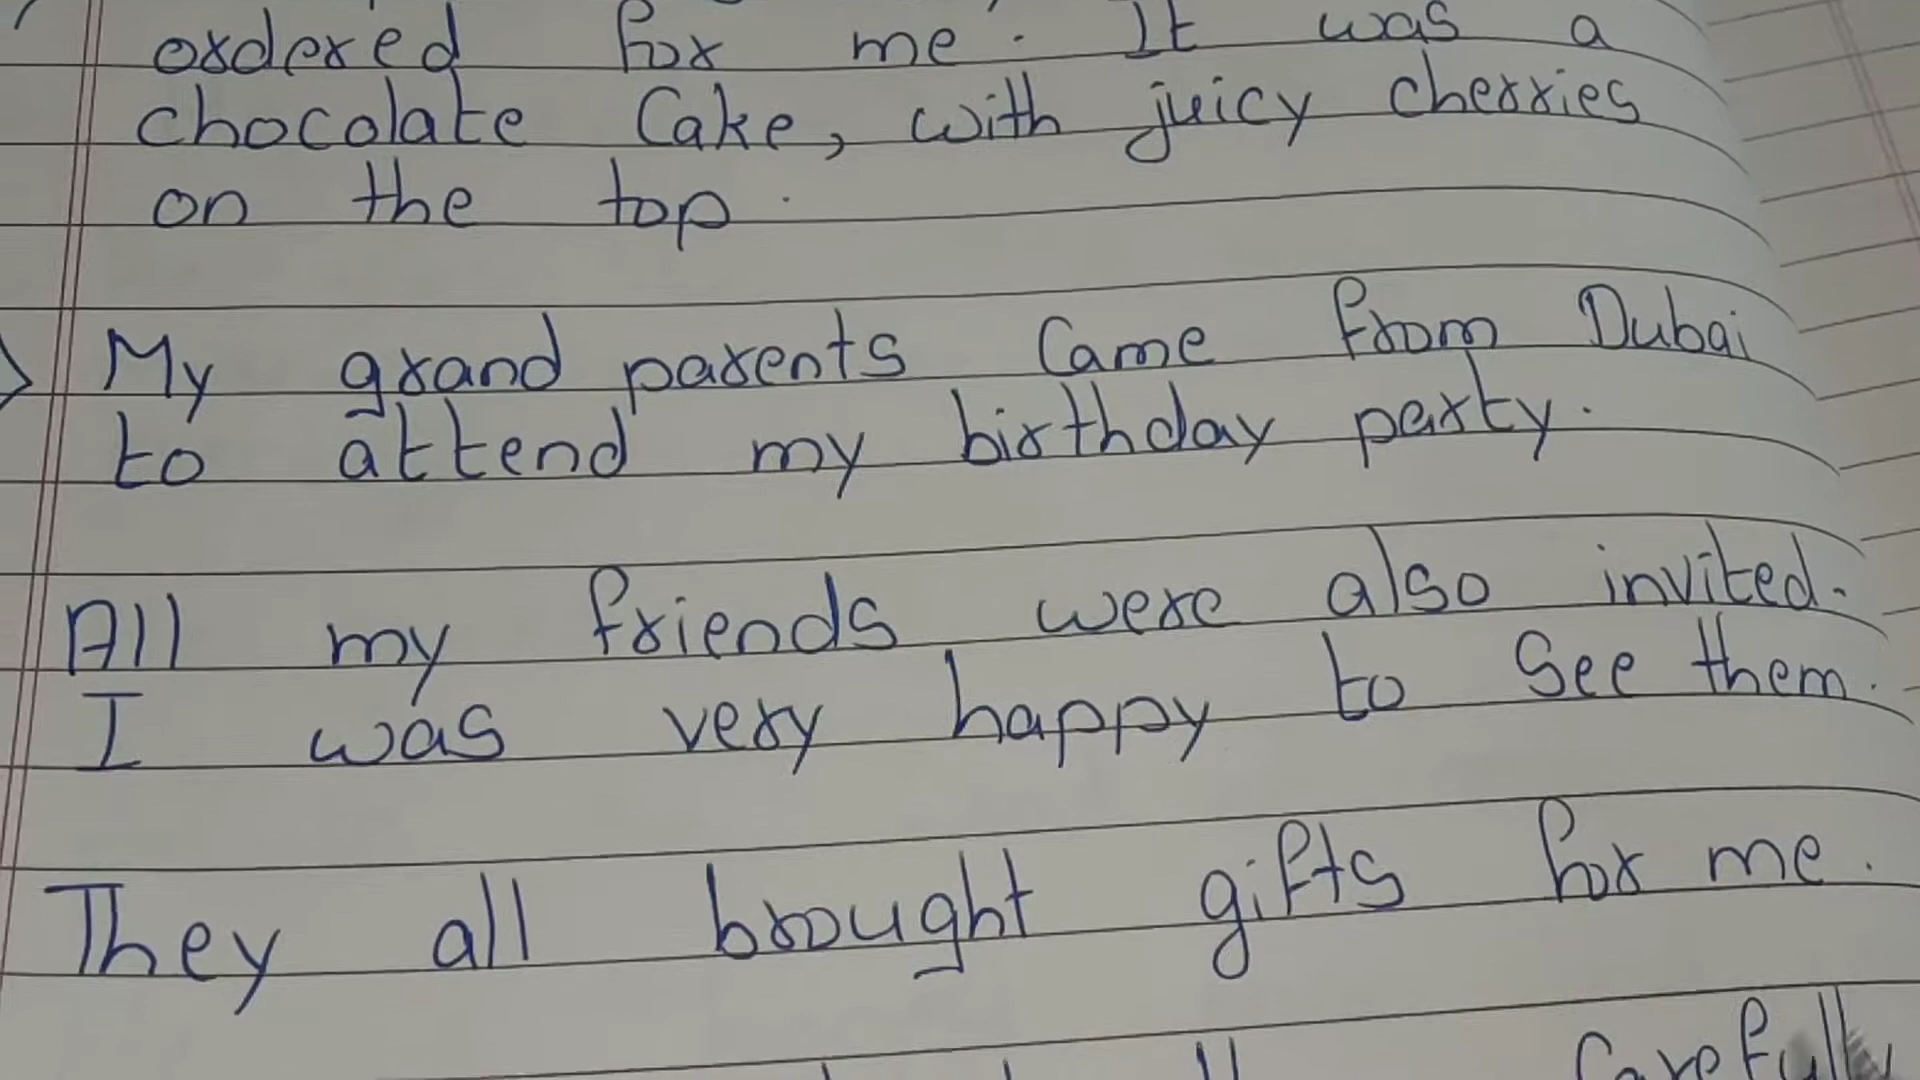 ordered for me. It was a
chocolate Cake, with juicy cherries
on the top.
My grand parents Came from Dubai
to attend my birthday party.
All my friends were also invited.
I was very happy to See them.
They all brought gifts for me.
Carefully